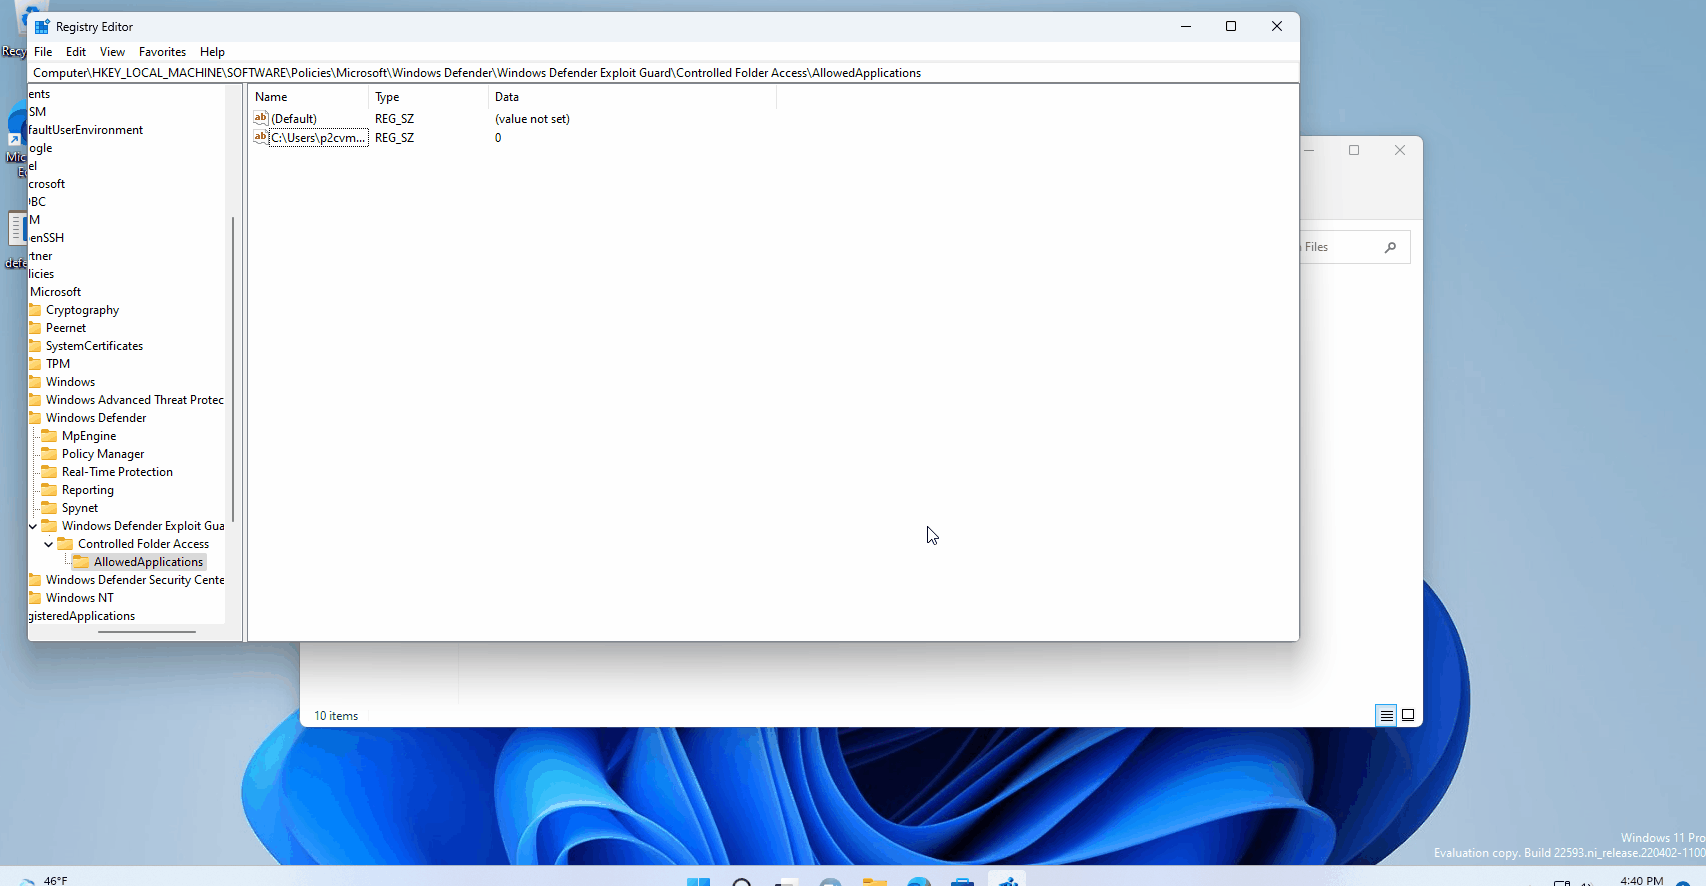 Registry Editor
File Edit View Favorites Help
Computer\HKEY_LOCAL_MACHINE\SOFTWARE\Policies\Microsoft\Windows Defender\Windows Defender Exploit Guard\Controlled Folder Access\AllowedApplications
ents
SM
faultUserEnvironment
ogle
el
crosoft
BC
M
enSSH
rtner
licies
Microsoft
Cryptography
Peernet
SystemCertificates
TPM
Windows
Windows Advanced Threat Protec
Windows Defender
MpEngine
Policy Manager
Real-Time Protection
Reporting
Spynet
Windows Defender Exploit Gua
Controlled Folder Access
AllowedApplications
Windows Defender Security Cente
Windows NT
gisteredApplications
Name Type Data
(Default) REG_SZ (value not set)
C:\Users\p2cvm... REG_SZ 0
Files
10 items
Recy
Mic
E
defe
Windows 11 Pro
Evaluation copy. Build 22593.ni_release.220402-1100
46°F
4:40 PM